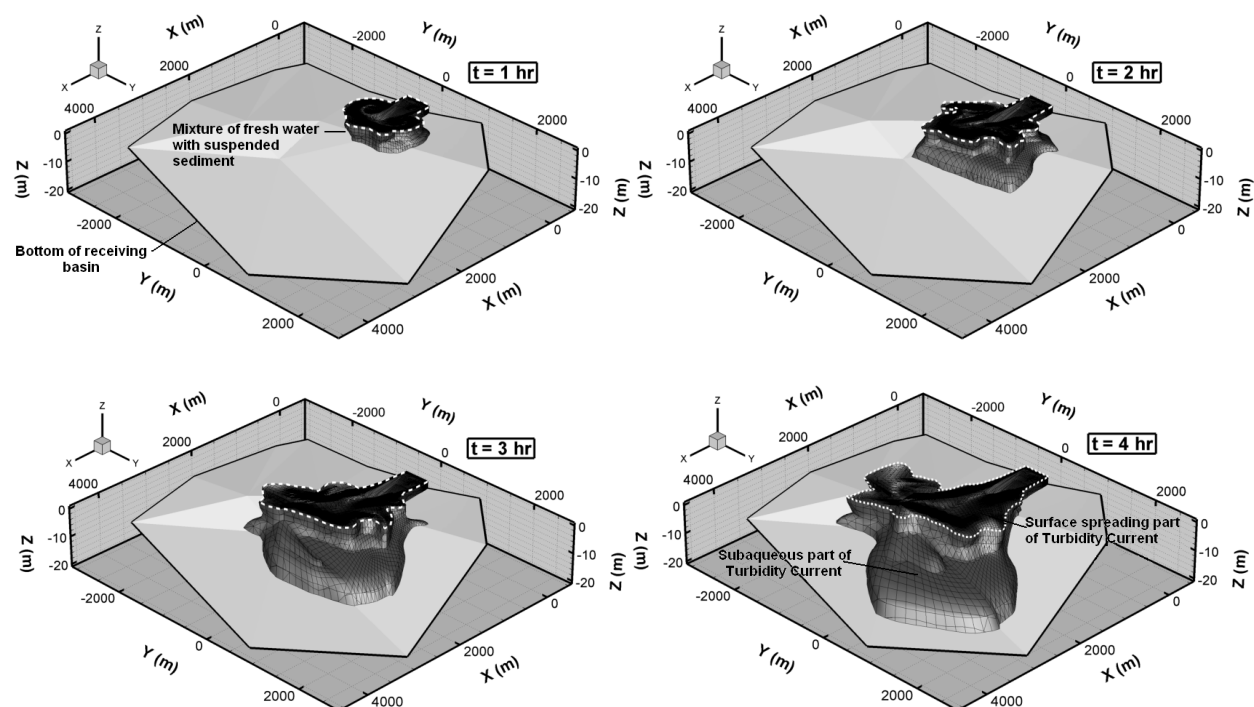 X (m)
0
Y (m)
-2000
t = 1 hr
0
2000
2000
4000
Z
X
Y
Mixture of fresh water
with suspended
sediment
0
-10
-20
Z (m)
0
-10
-20
Z (m)
Bottom of receiving
basin
-2000
0
Y (m)
2000
0
2000
X (m)
4000
X (m)
0
Y (m)
-2000
t = 2 hr
0
2000
2000
4000
Z
X
Y
0
-10
-20
Z (m)
0
-10
-20
Z (m)
-2000
0
Y (m)
2000
0
2000
X (m)
4000
X (m)
0
Y (m)
-2000
t = 3 hr
0
2000
2000
4000
Z
X
Y
0
-10
-20
Z (m)
0
-10
-20
Z (m)
-2000
0
Y (m)
2000
0
2000
X (m)
4000
X (m)
0
Y (m)
-2000
t = 4 hr
0
2000
2000
4000
Z
X
Y
Surface spreading part
of Turbidity Current
Subaqueous part of
Turbidity Current
0
-10
-20
Z (m)
0
-10
-20
Z (m)
-2000
0
Y (m)
2000
0
2000
X (m)
4000